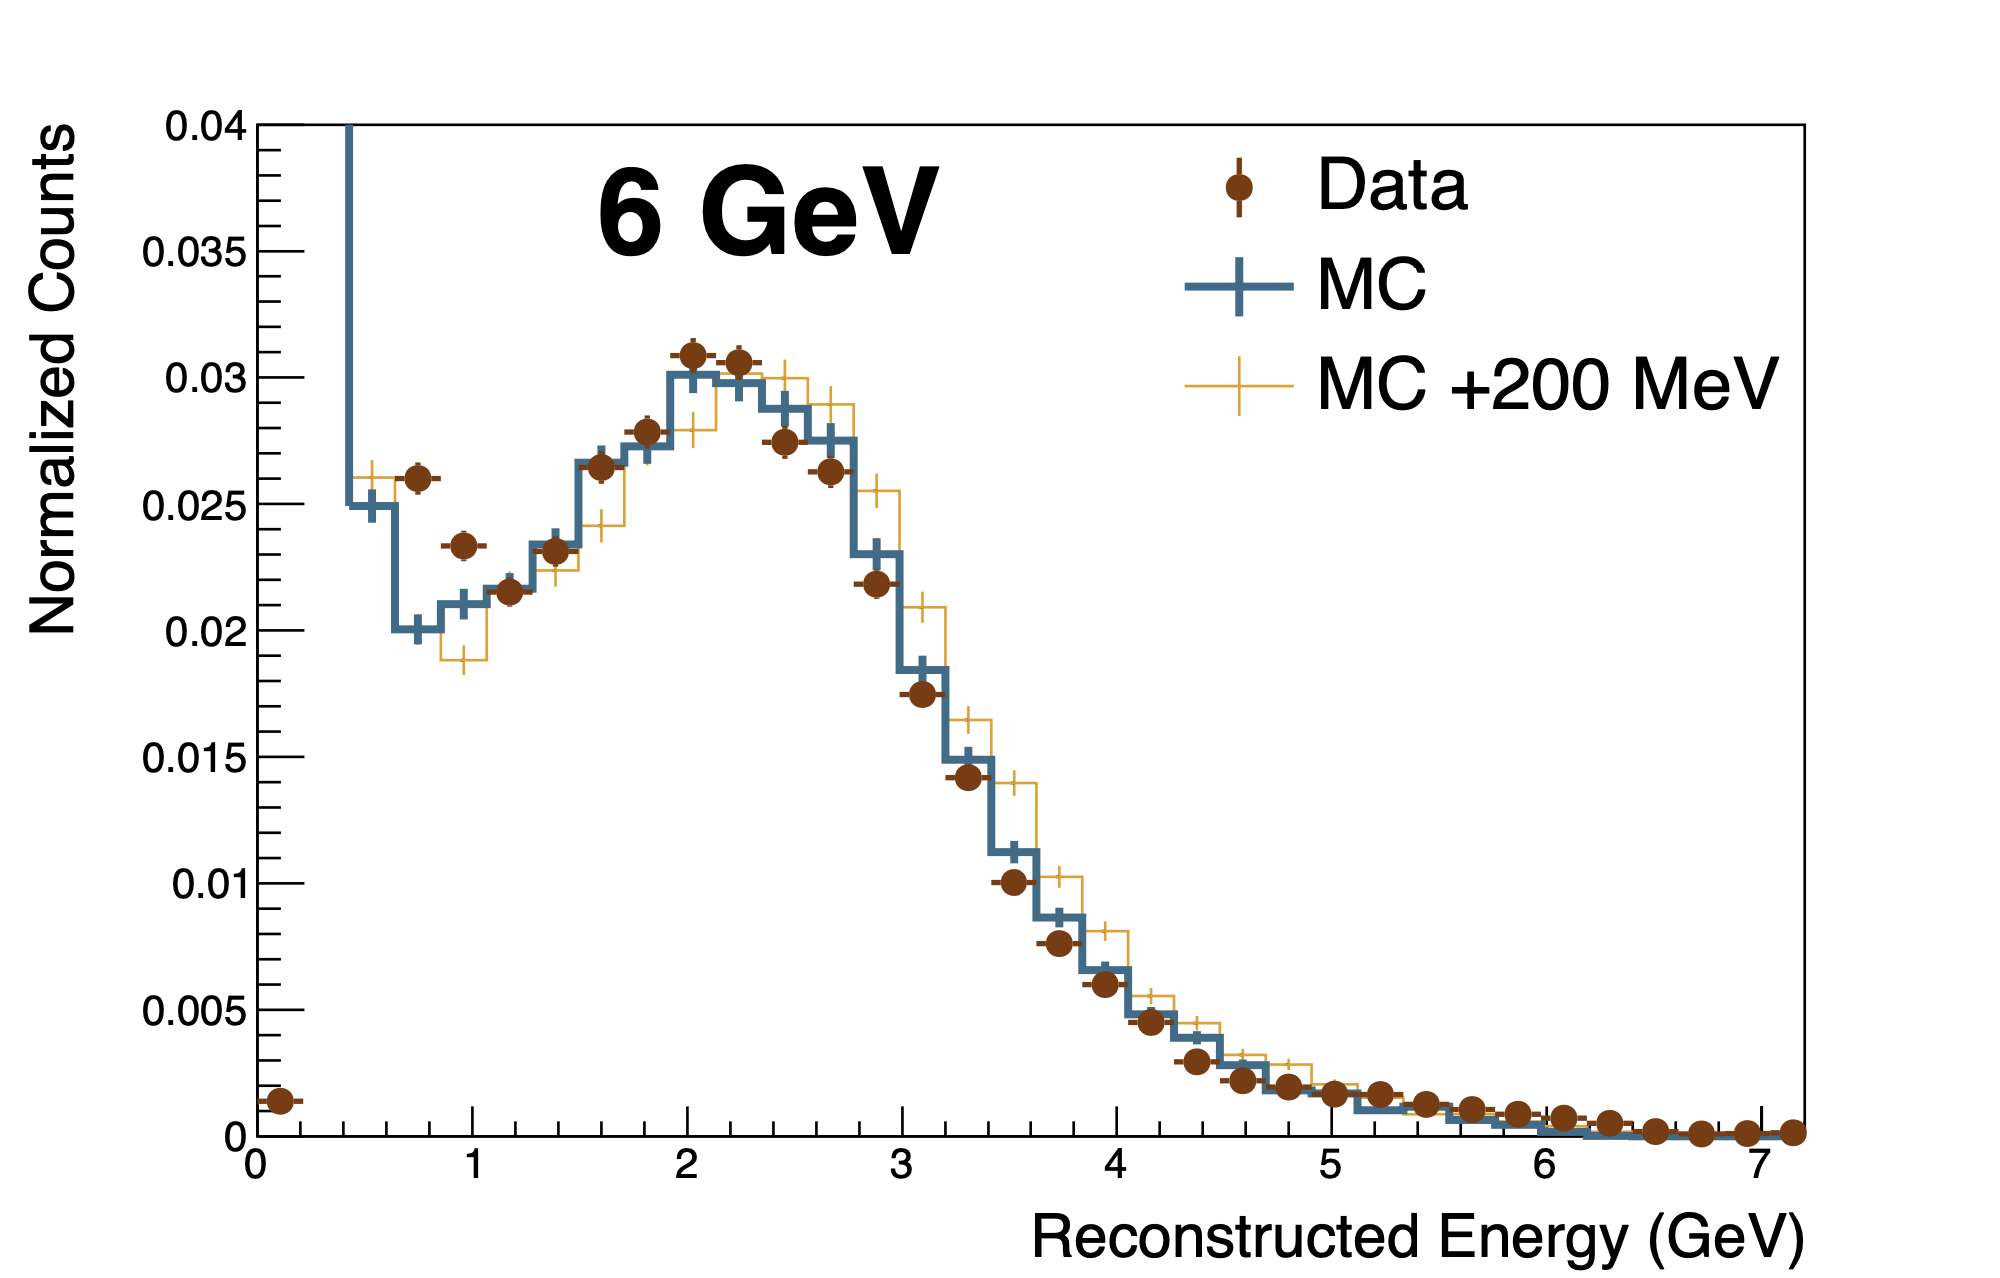 Normalized Counts
6 GeV
Data
MC
MC +200 MeV
0.04
0.035
0.03
0.025
0.02
0.015
0.01
0.005
0
0 1 2 3 4 5 6 7
Reconstructed Energy (GeV)